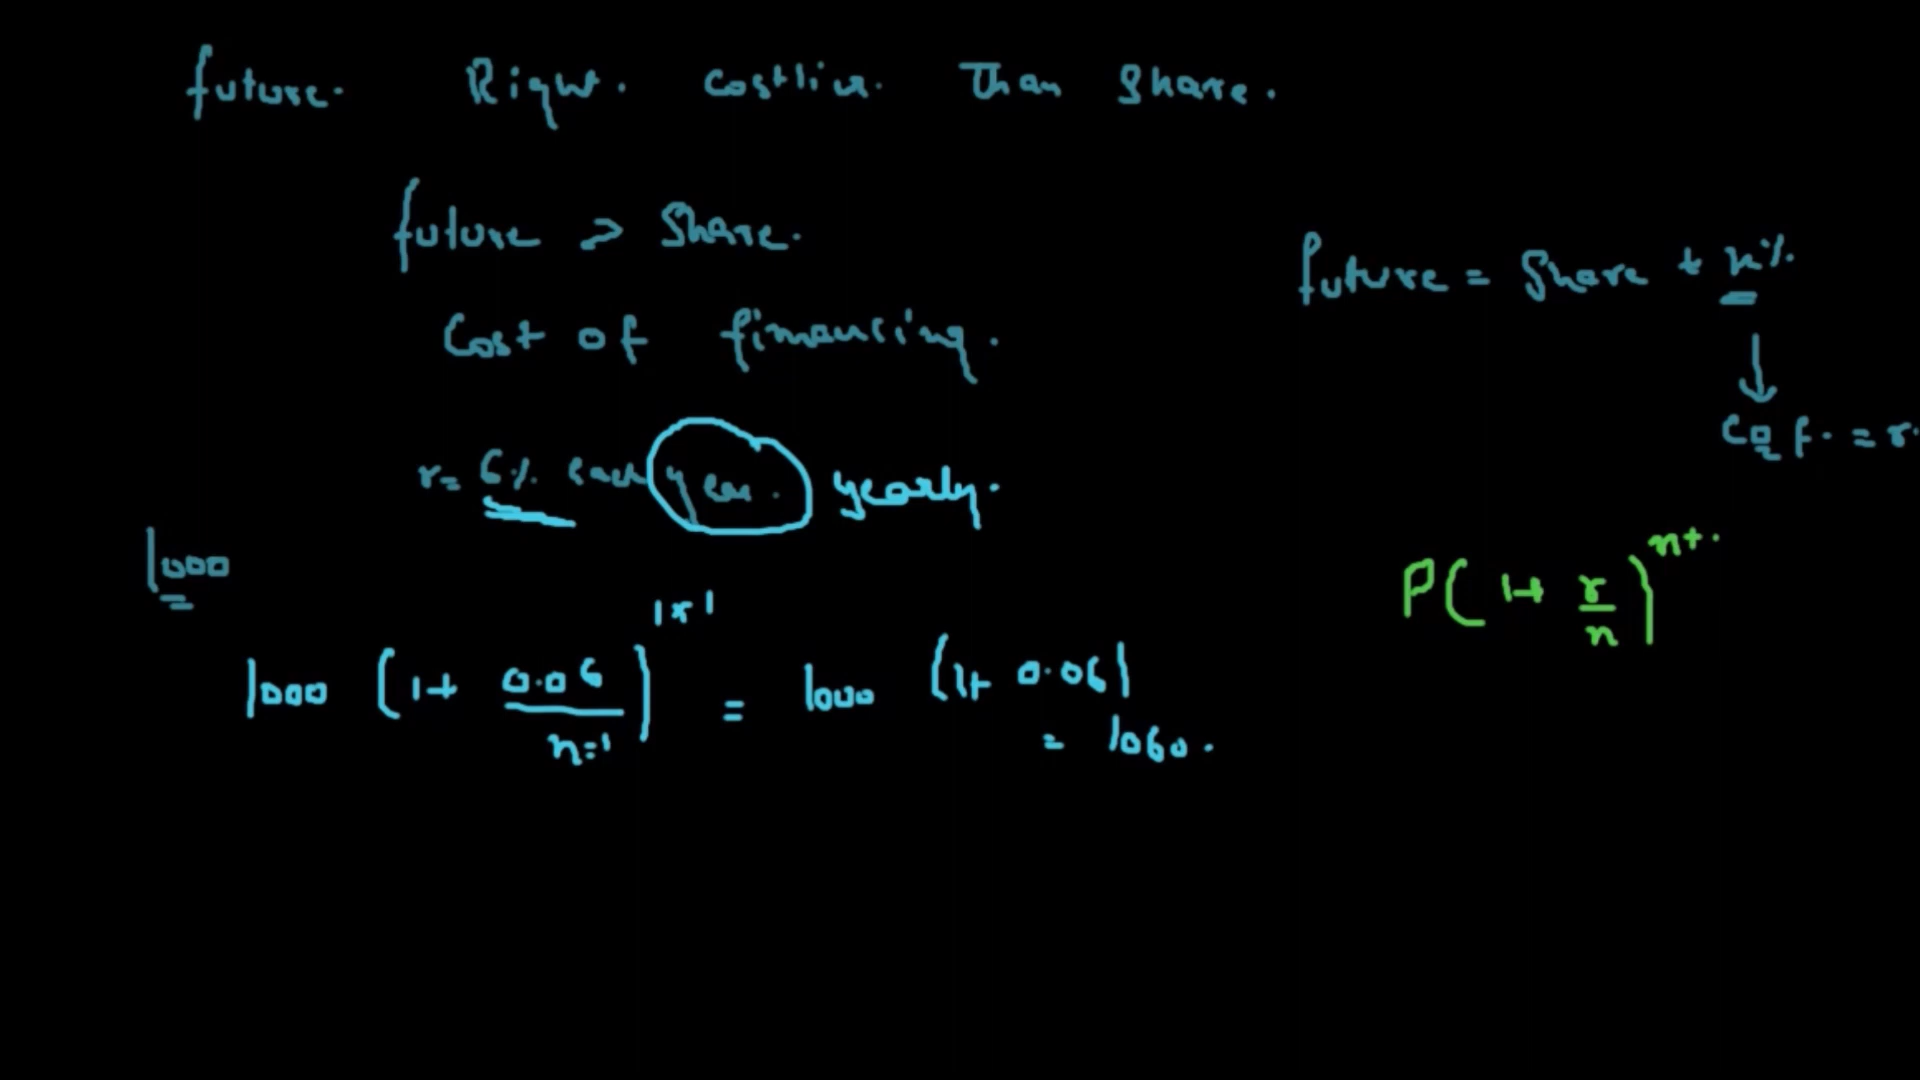 future. Right. Costlier. Than Share.
future > Share.
future = Share + x%
Cost of financing.
C o f. = r.
r = 6% each year. yearly.
1000
P(1+ r/n)^nt.
1000 (1+ 0.06/n=1)^1x1 = 1000 (1+ 0.06)
= 1060.